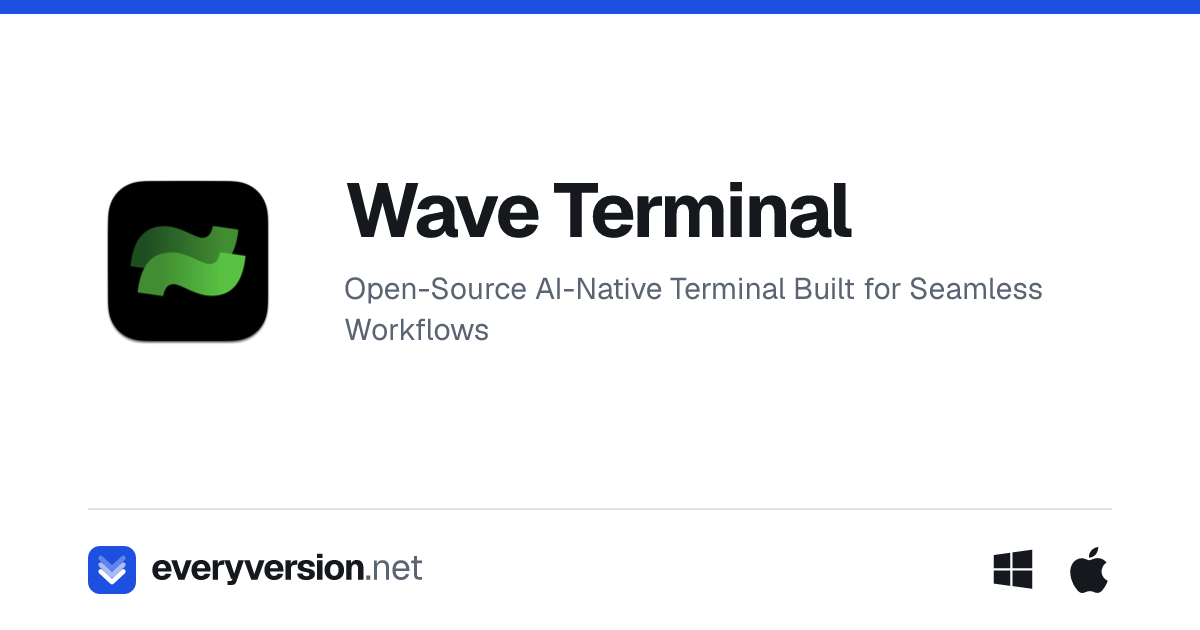 Wave Terminal
Open-Source AI-Native Terminal Built for Seamless
Workflows
everyversion.net